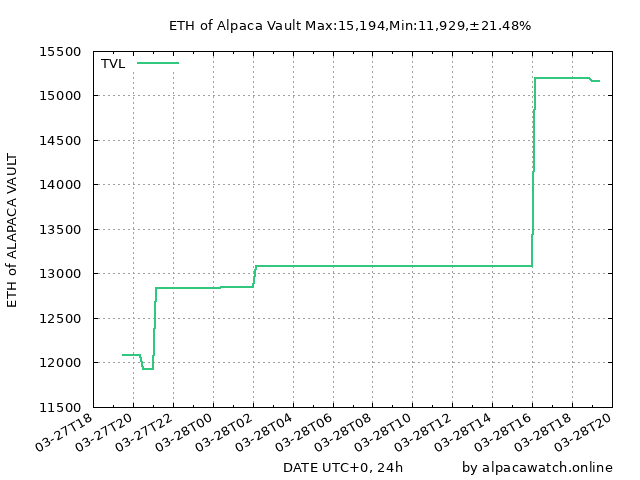 ETH of Alpaca Vault Max:15,194,Min:11,929,±21.48%
15500
TVL
15000
14500
14000
13500
13000
12500
12000
11500
ETH of ALAPACA VAULT
03-27T18
03-27T20
03-27T22
03-28T00
03-28T02
03-28T04
03-28T06
03-28T08
03-28T10
03-28T12
03-28T14
03-28T16
03-28T18
03-28T20
DATE UTC+0, 24h
by alpacawatch.online